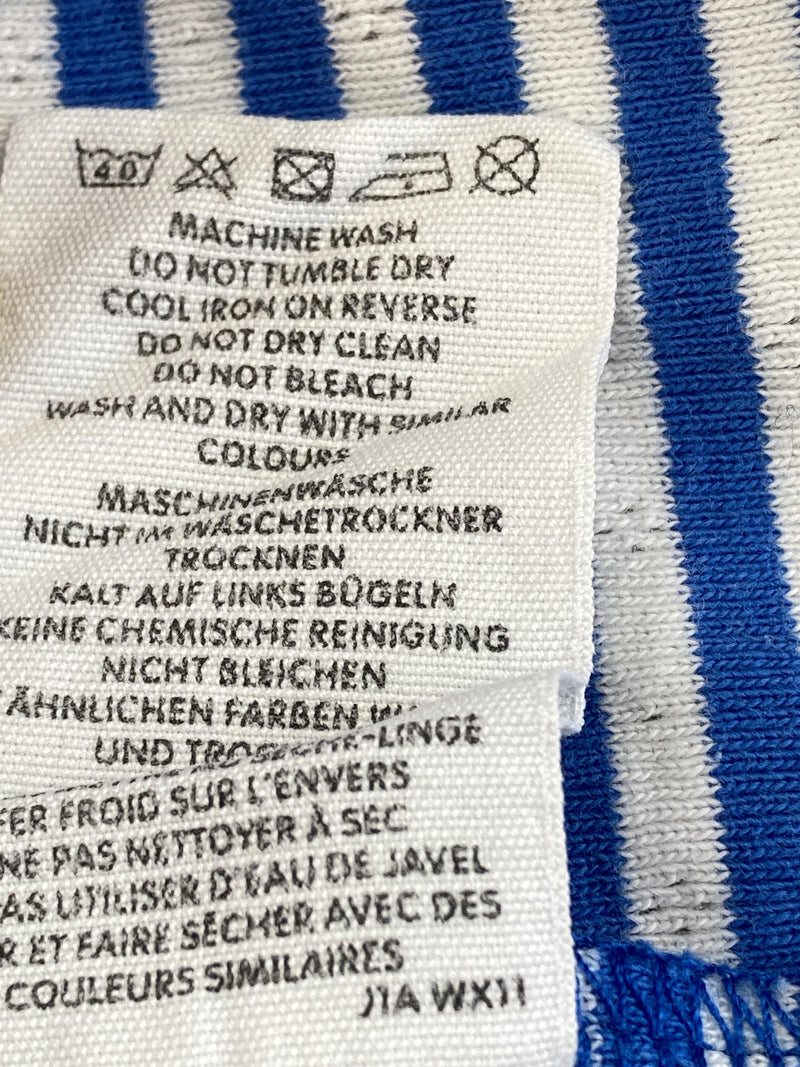 40
MACHINE WASH
DO NOT TUMBLE DRY
COOL IRON ON REVERSE
DO NOT DRY CLEAN
DO NOT BLEACH
WASH AND DRY WITH SIMILAR
COLOURS
MASCHINENWÄSCHE
NICHT IM WÄSCHETROCKNER
TROCKNEN
KALT AUF LINKS BÜGELN
KEINE CHEMISCHE REINIGUNG
NICHT BLEICHEN
ÄHNLICHEN FARBEN
UND
-LINGE
FER FROID SUR L'ENVERS
NE PAS NETTOYER À SEC
PAS UTILISER D'EAU DE JAVEL
R ET FAIRE SÉCHER AVEC DES
COULEURS SIMILAIRES